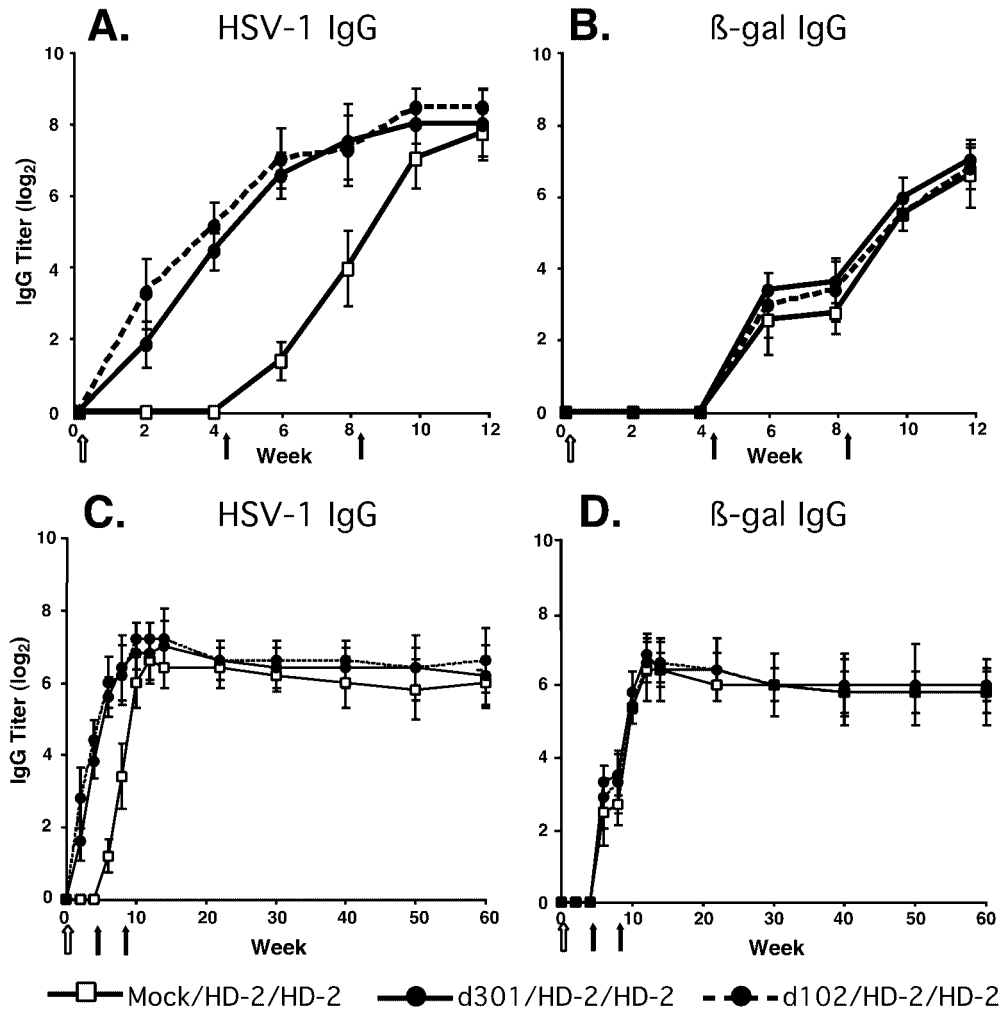 A. HSV-1 IgG
10
8
6
4
2
0
IgG Titer (log2)
0 2 4 6 8 10 12
Week
B. ß-gal IgG
10
8
6
4
2
0
0 2 4 6 8 10 12
Week
C. HSV-1 IgG
10
8
6
4
2
0
IgG Titer (log2)
0 10 20 30 40 50 60
Week
D. ß-gal IgG
10
8
6
4
2
0
0 10 20 30 40 50 60
Week
Mock/HD-2/HD-2 d301/HD-2/HD-2 d102/HD-2/HD-2